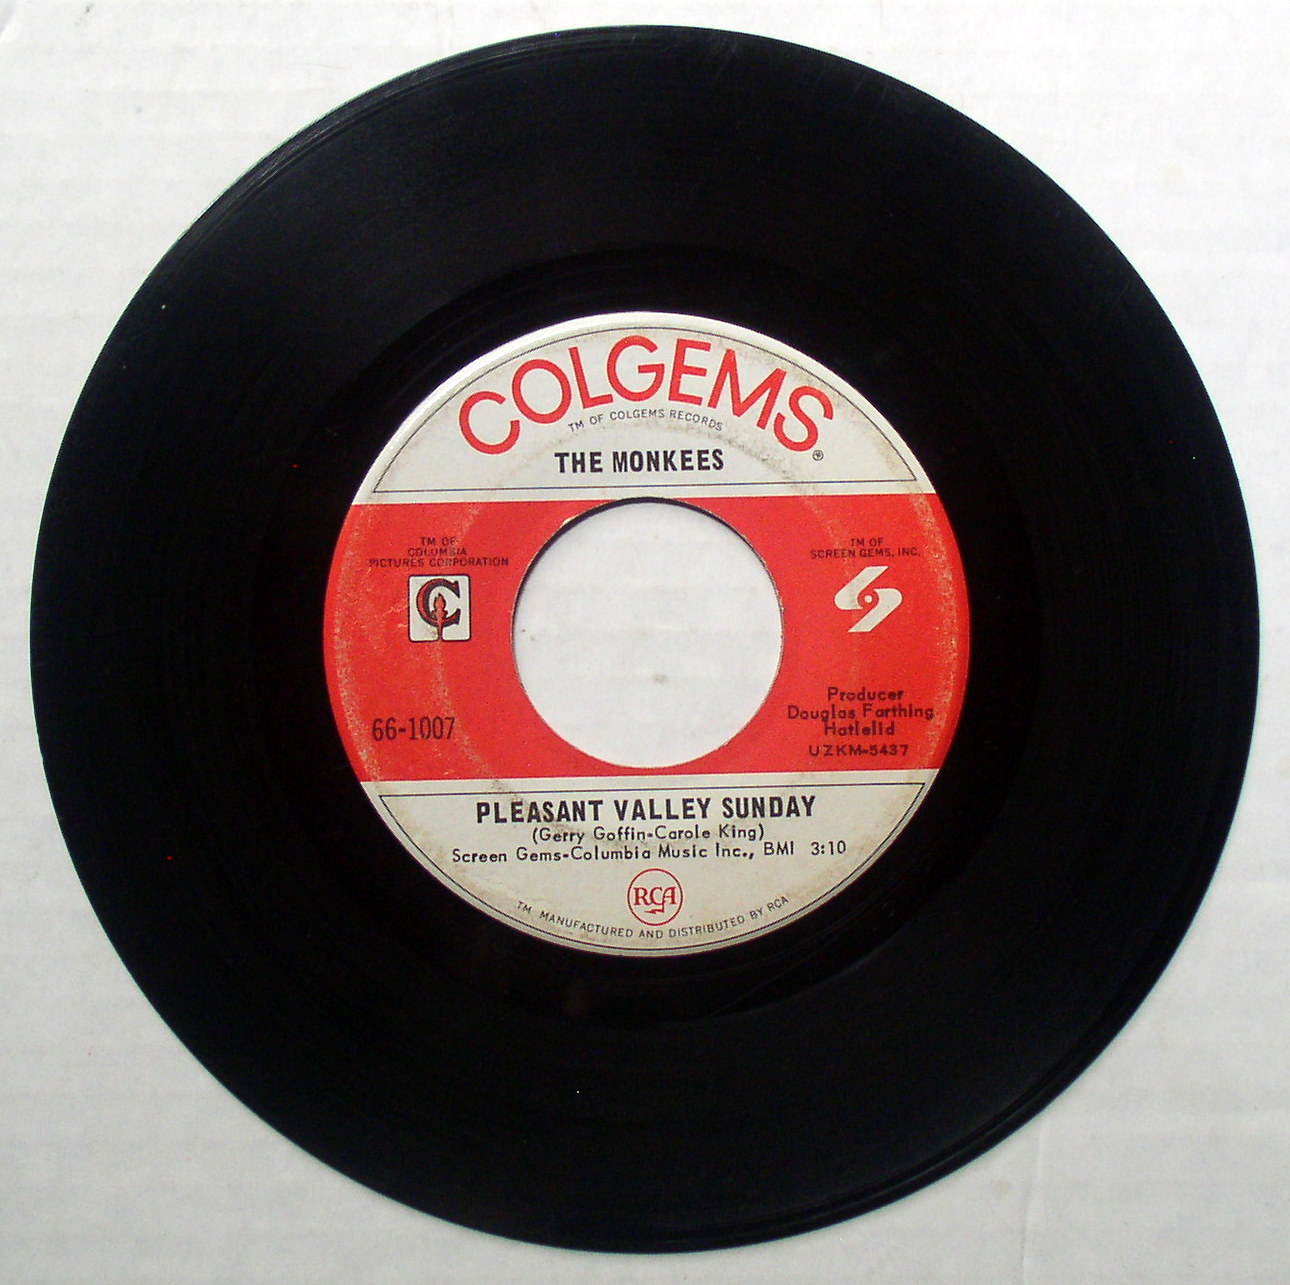 COLGEMS®
TM OF COLGEMS RECORDS
THE MONKEES
TM OF
COLUMBIA
PICTURES CORPORATION
C
TM OF
SCREEN GEMS, INC.
66-1007
Producer
Douglas Farthing
Hatlelid
UZKM-5437
PLEASANT VALLEY SUNDAY
(Gerry Goffin-Carole King)
Screen Gems-Columbia Music Inc., BMI 3:10
RCA
TM MANUFACTURED AND DISTRIBUTED BY RCA